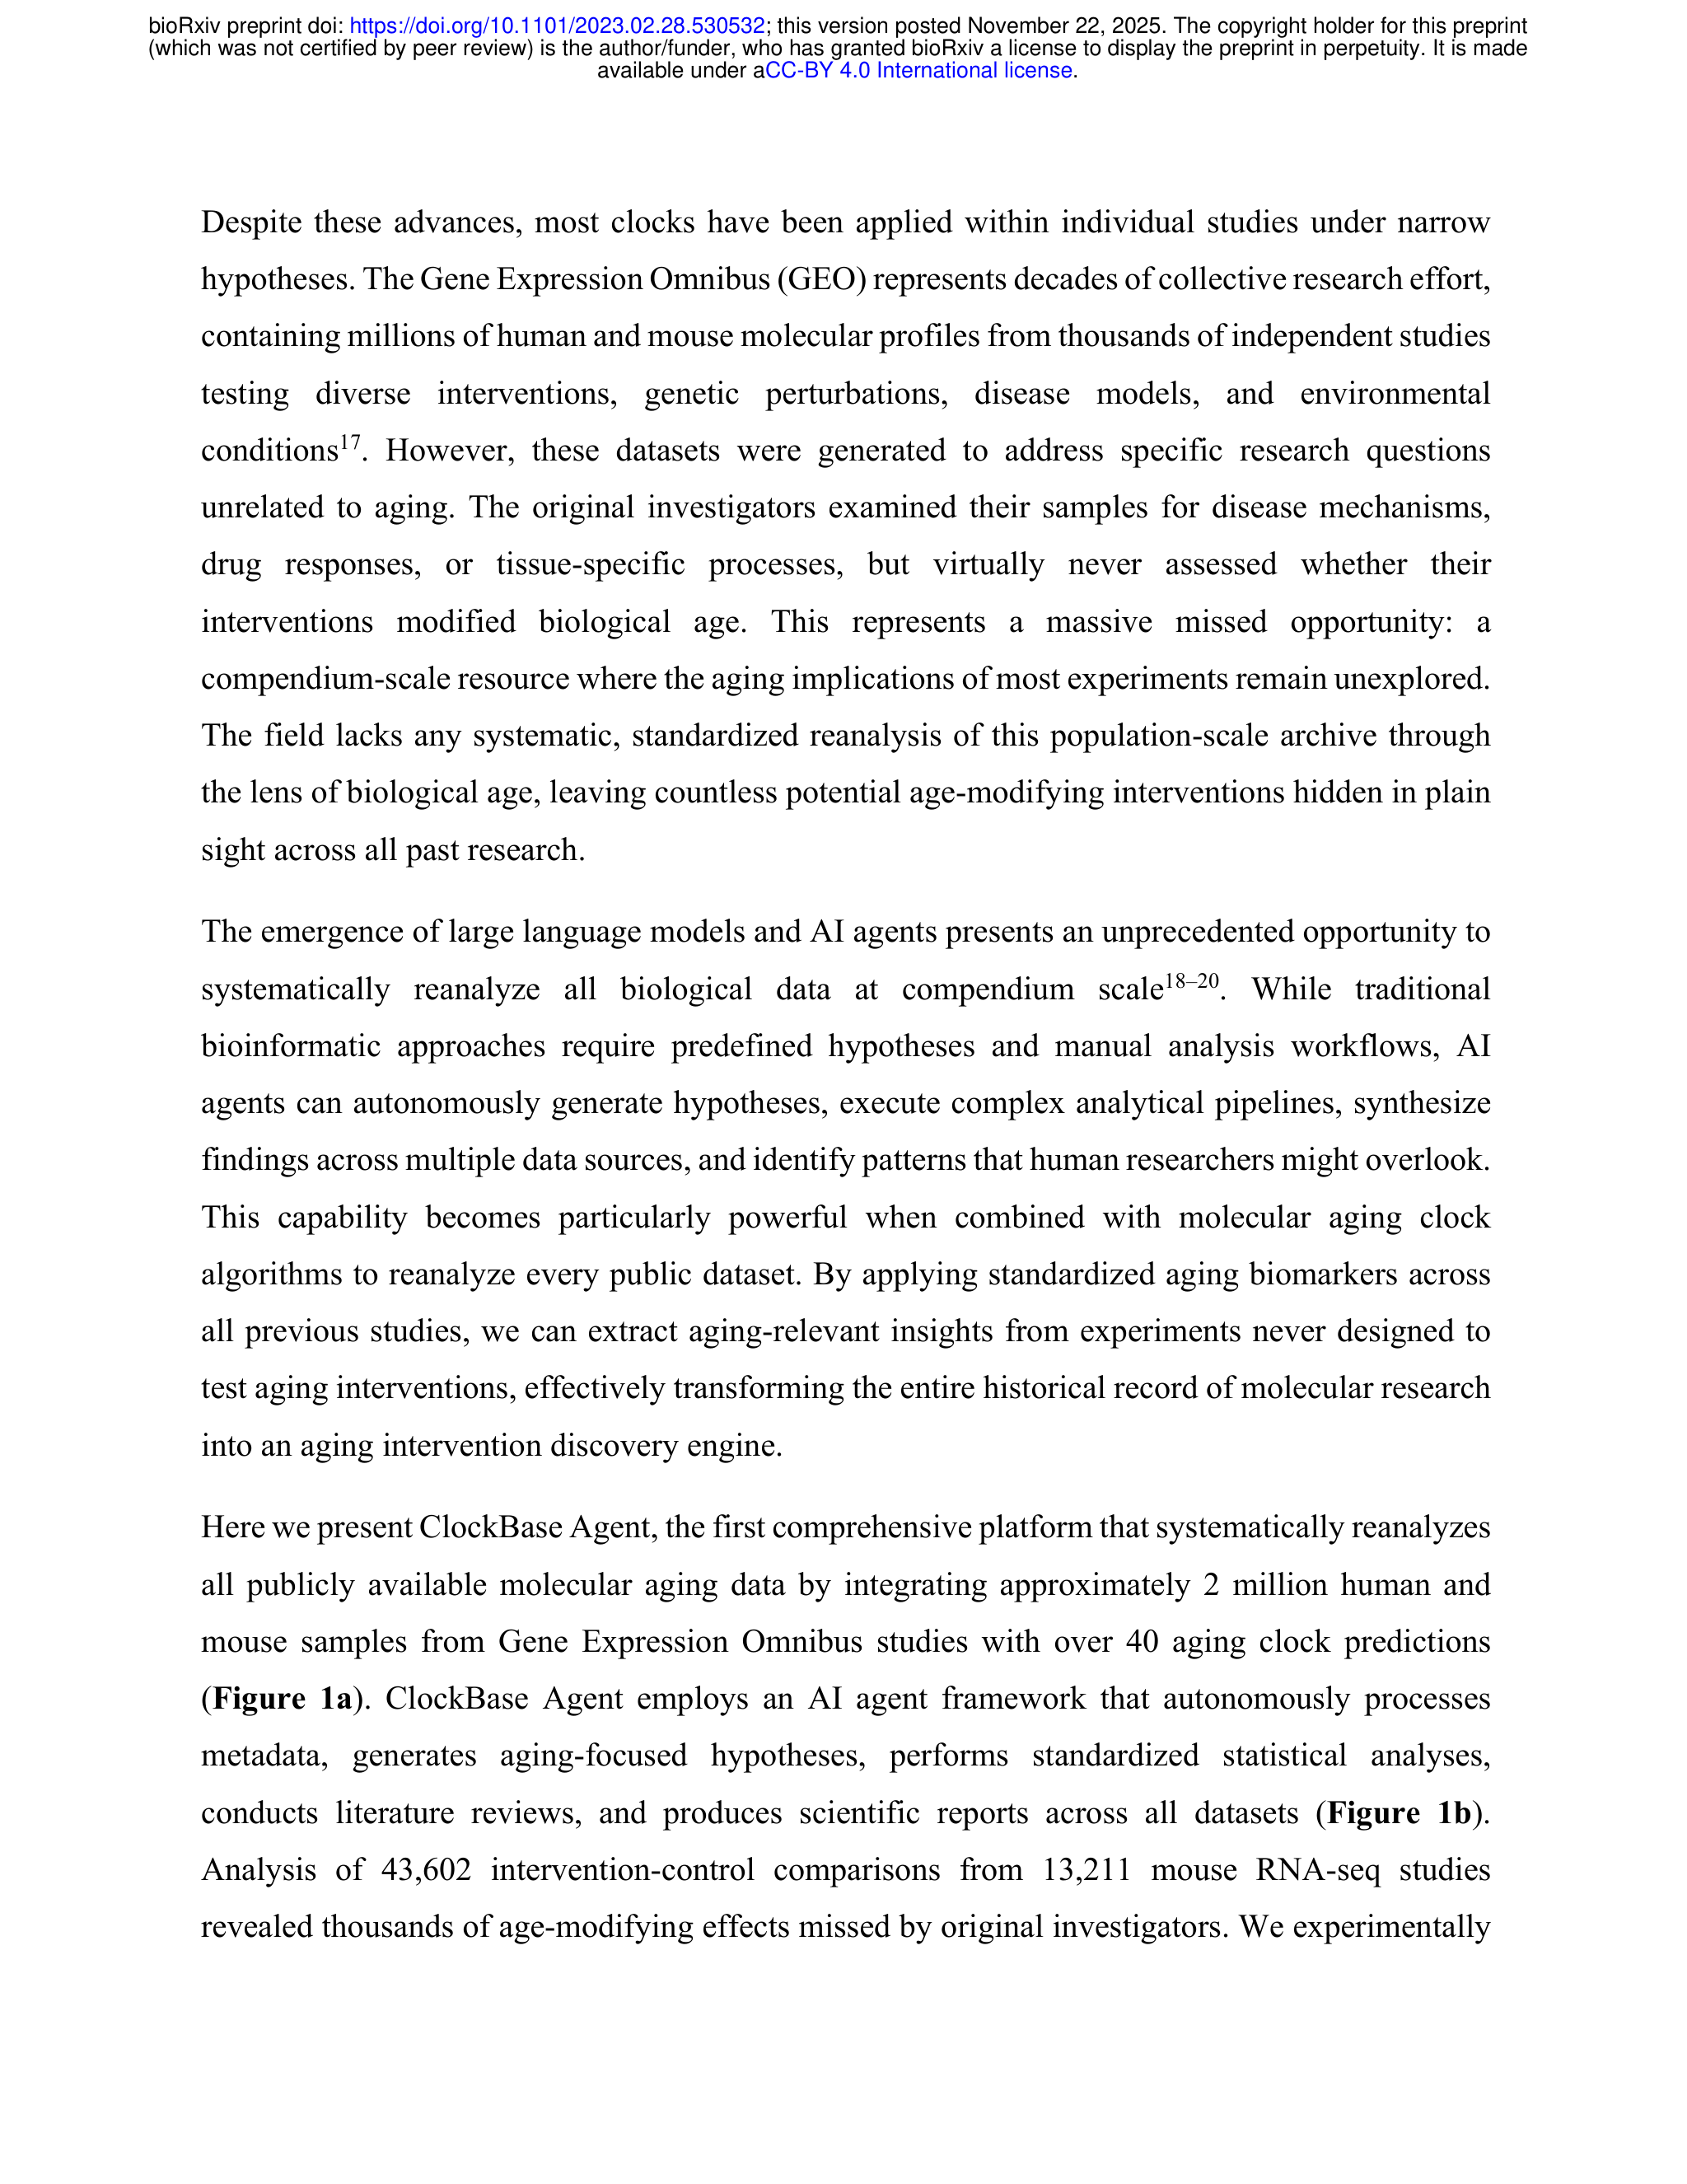 bioRxiv preprint doi: https://doi.org/10.1101/2023.02.28.530532; this version posted November 22, 2025. The copyright holder for this preprint
(which was not certified by peer review) is the author/funder, who has granted bioRxiv a license to display the preprint in perpetuity. It is made
available under aCC-BY 4.0 International license.
Despite these advances, most clocks have been applied within individual studies under narrow
hypotheses. The Gene Expression Omnibus (GEO) represents decades of collective research effort,
containing millions of human and mouse molecular profiles from thousands of independent studies
testing diverse interventions, genetic perturbations, disease models, and environmental
conditions17. However, these datasets were generated to address specific research questions
unrelated to aging. The original investigators examined their samples for disease mechanisms,
drug responses, or tissue-specific processes, but virtually never assessed whether their
interventions modified biological age. This represents a massive missed opportunity: a
compendium-scale resource where the aging implications of most experiments remain unexplored.
The field lacks any systematic, standardized reanalysis of this population-scale archive through
the lens of biological age, leaving countless potential age-modifying interventions hidden in plain
sight across all past research.
The emergence of large language models and AI agents presents an unprecedented opportunity to
systematically reanalyze all biological data at compendium scale18–20. While traditional
bioinformatic approaches require predefined hypotheses and manual analysis workflows, AI
agents can autonomously generate hypotheses, execute complex analytical pipelines, synthesize
findings across multiple data sources, and identify patterns that human researchers might overlook.
This capability becomes particularly powerful when combined with molecular aging clock
algorithms to reanalyze every public dataset. By applying standardized aging biomarkers across
all previous studies, we can extract aging-relevant insights from experiments never designed to
test aging interventions, effectively transforming the entire historical record of molecular research
into an aging intervention discovery engine.
Here we present ClockBase Agent, the first comprehensive platform that systematically reanalyzes
all publicly available molecular aging data by integrating approximately 2 million human and
mouse samples from Gene Expression Omnibus studies with over 40 aging clock predictions
(Figure 1a). ClockBase Agent employs an AI agent framework that autonomously processes
metadata, generates aging-focused hypotheses, performs standardized statistical analyses,
conducts literature reviews, and produces scientific reports across all datasets (Figure 1b).
Analysis of 43,602 intervention-control comparisons from 13,211 mouse RNA-seq studies
revealed thousands of age-modifying effects missed by original investigators. We experimentally